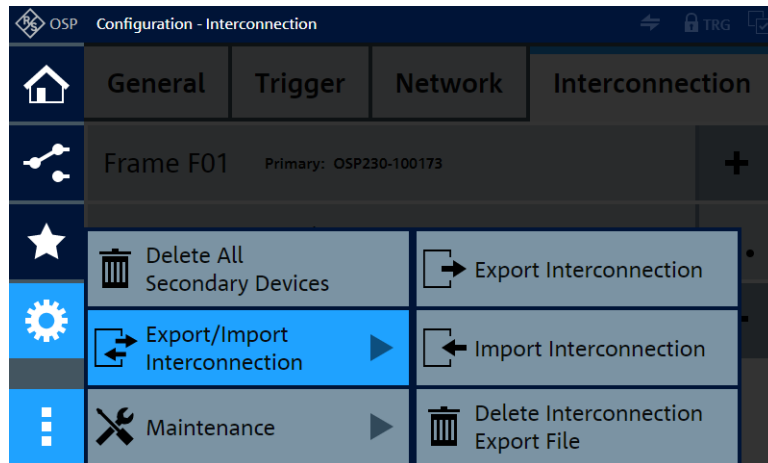 OSP Configuration - Interconnection TRG
General Trigger Network Interconnection
Frame F01 Primary: OSP230-100173
Delete All
Secondary Devices
Export Interconnection
Export/Import
Interconnection
Import Interconnection
Maintenance
Delete Interconnection
Export File